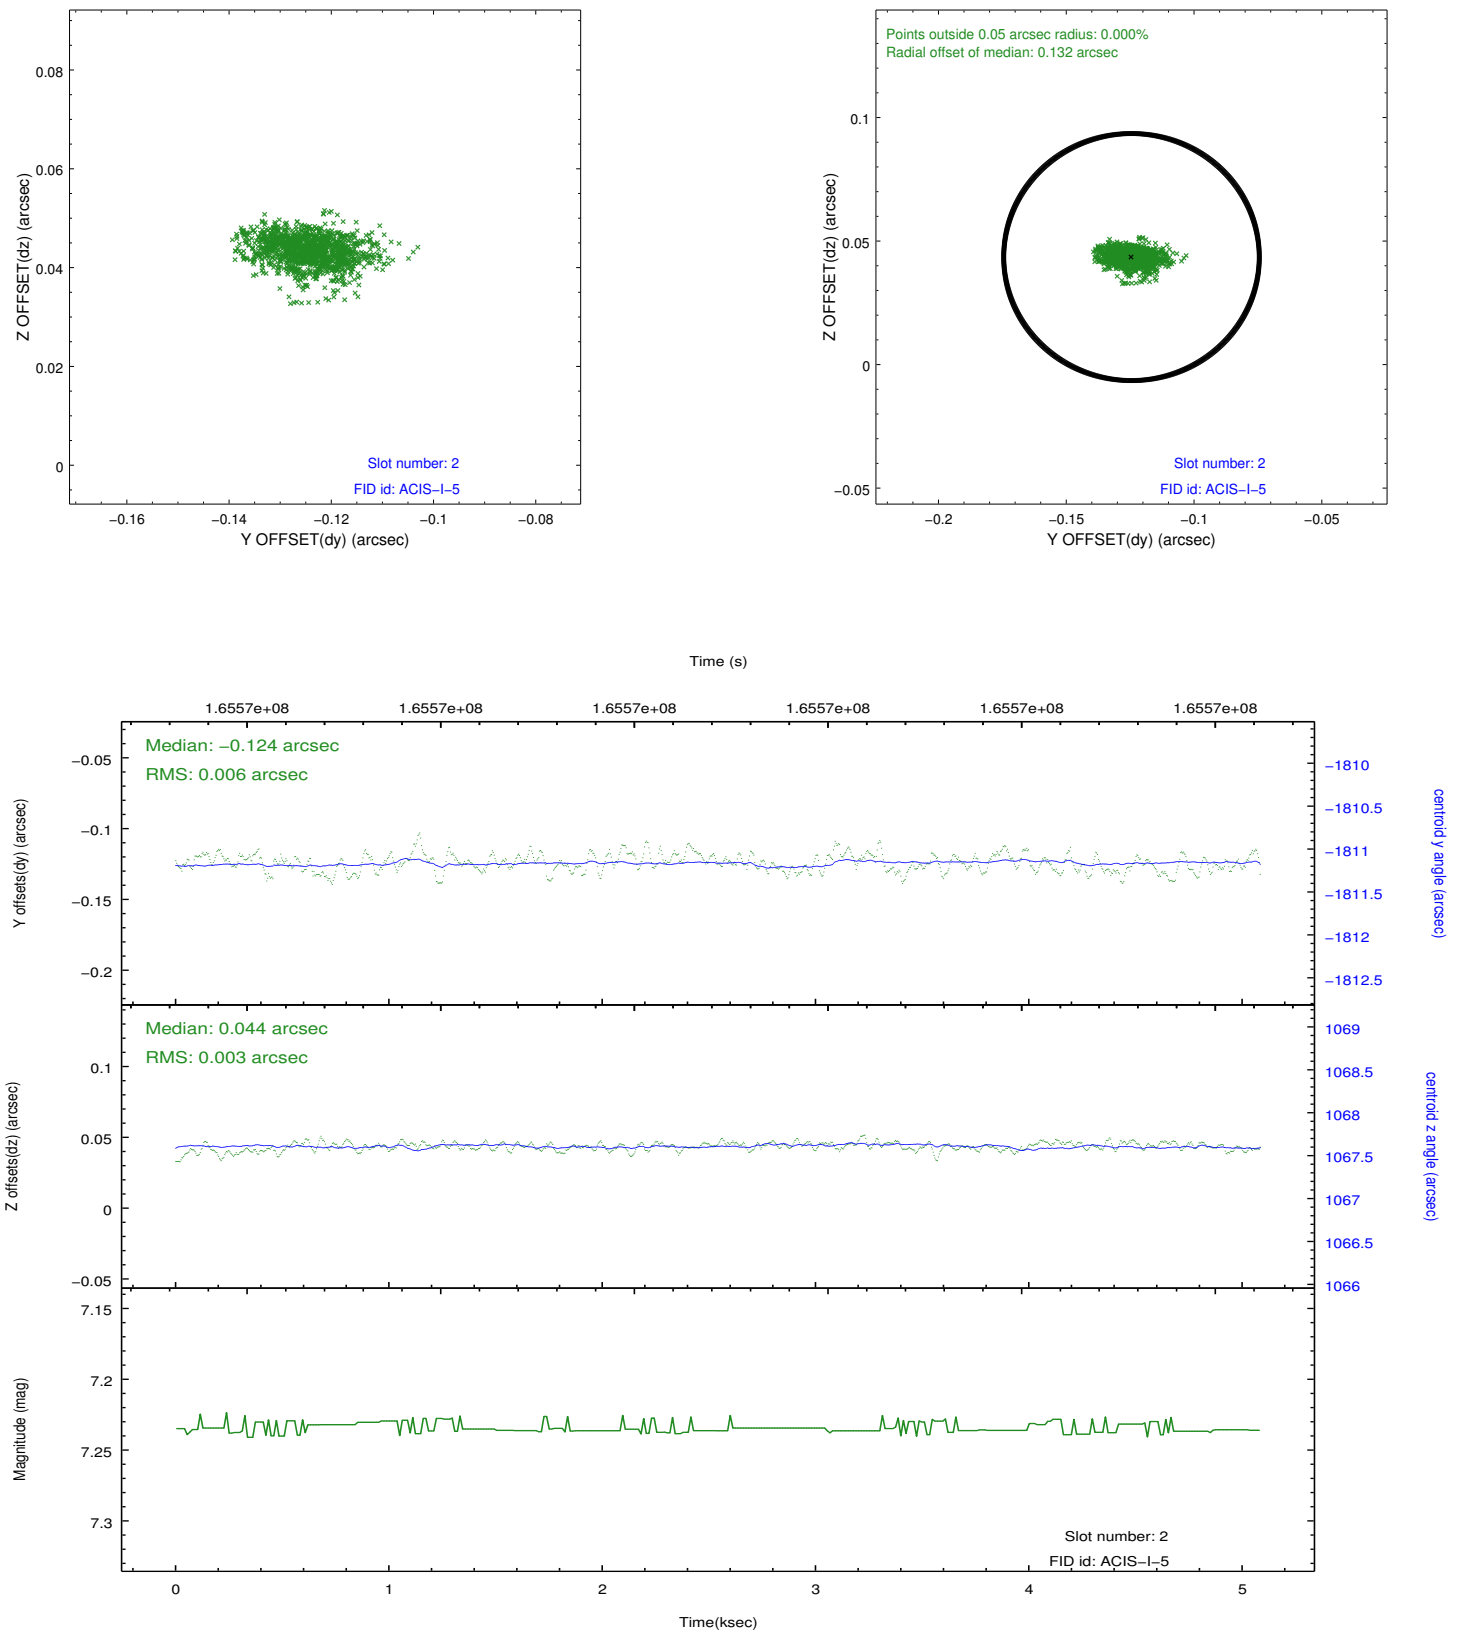 0.08
0.06
0.04
0.02
0
Z OFFSET(dz) (arcsec)
Slot number: 2
FID id: ACIS−I−5
−0.16
−0.14
−0.12
−0.1
−0.08
Y OFFSET(dy) (arcsec)
Points outside 0.05 arcsec radius: 0.000%
Radial offset of median: 0.132 arcsec
0.1
0.05
0
−0.05
Z OFFSET(dz) (arcsec)
Slot number: 2
FID id: ACIS−I−5
−0.2
−0.15
−0.1
−0.05
Y OFFSET(dy) (arcsec)
Time (s)
1.6557e+08
1.6557e+08
1.6557e+08
1.6557e+08
1.6557e+08
1.6557e+08
Median: −0.124 arcsec
RMS: 0.006 arcsec
−0.05
−0.1
−0.15
−0.2
Y offsets(dy) (arcsec)
−1810
−1810.5
−1811
−1811.5
−1812
−1812.5
centroid y angle (arcsec)
Median: 0.044 arcsec
RMS: 0.003 arcsec
0.1
0.05
0
−0.05
Z offsets(dz) (arcsec)
1069
1068.5
1068
1067.5
1067
1066.5
1066
centroid z angle (arcsec)
7.15
7.2
7.25
7.3
Magnitude (mag)
Slot number: 2
FID id: ACIS−I−5
0
1
2
3
4
5
Time(ksec)